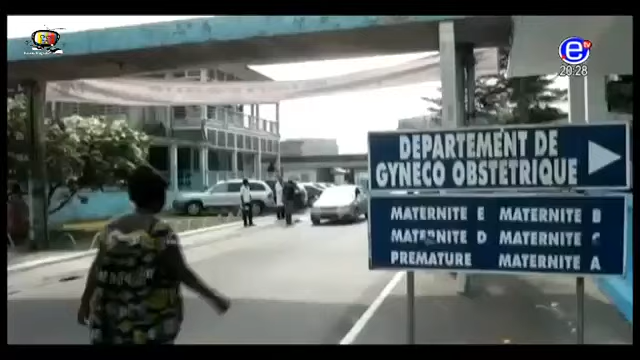 20:28
DEPARTEMENT DE
GYNECO OBSTETRIQUE
MATERNITE E MATERNITE B
MATERNITE D MATERNITE C
PREMATURE MATERNITE A